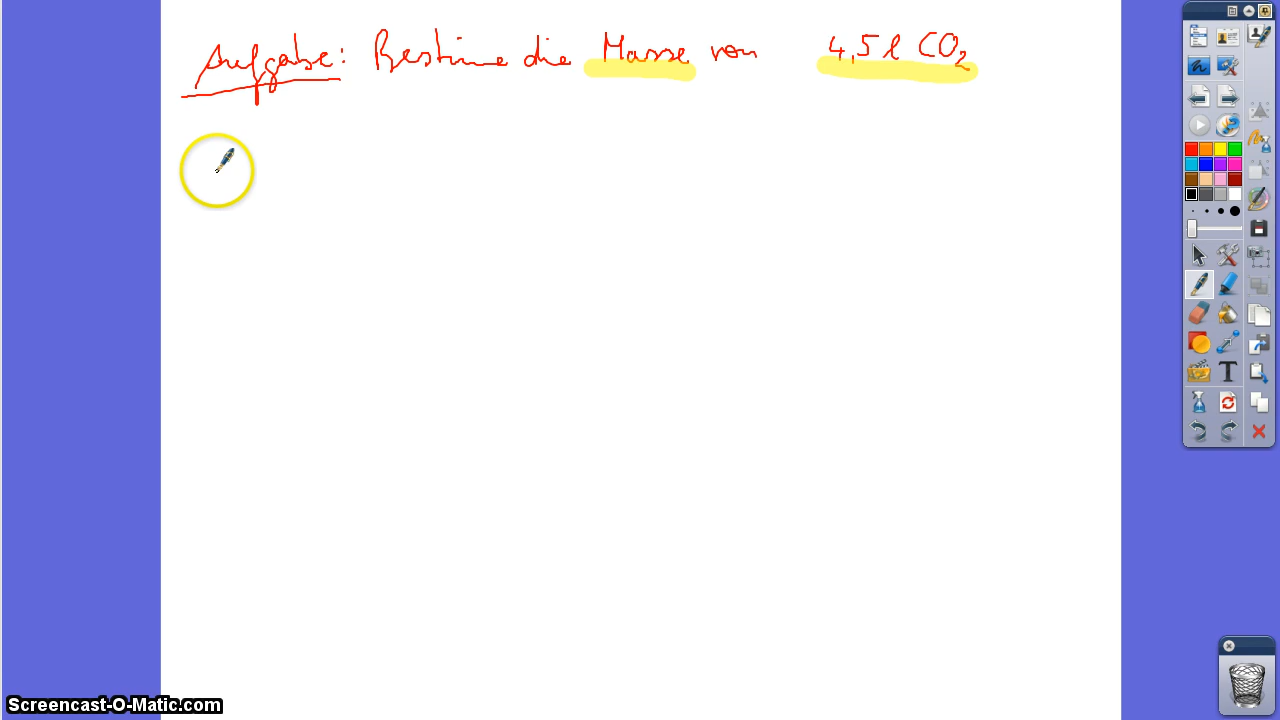 Aufgabe: Bestimme die Masse von 4,5 l CO₂
T
Screencast-O-Matic.com